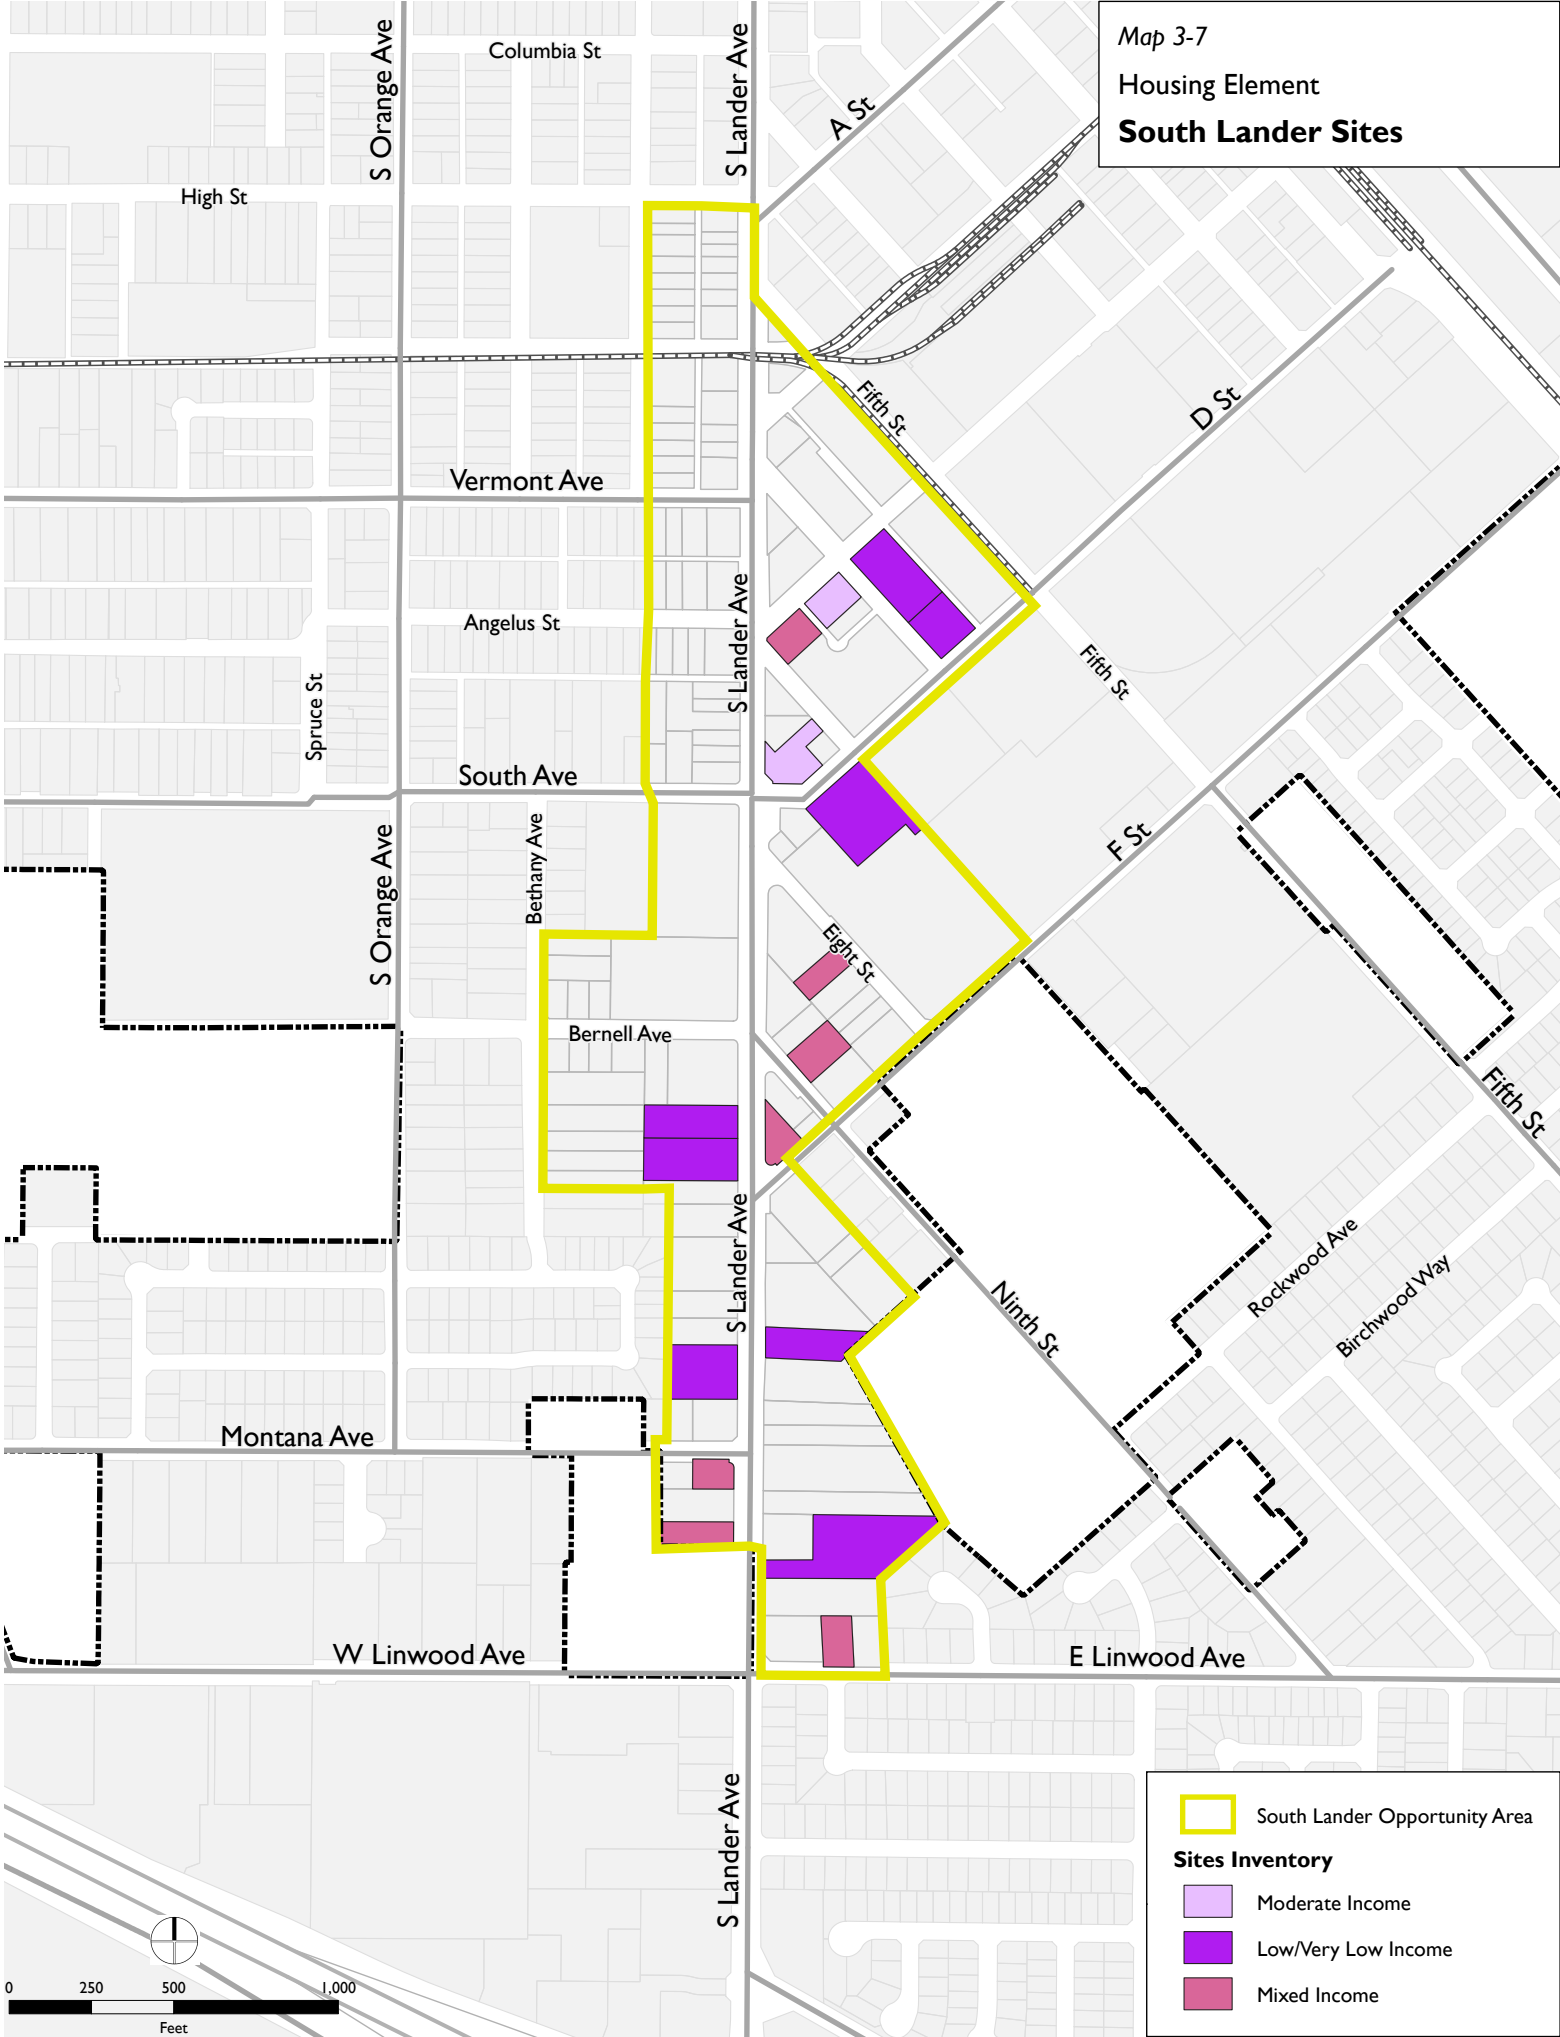 Map 3-7
Housing Element
South Lander Sites
S Orange Ave
Columbia St
S Lander Ave
A St
High St
Fifth St
D St
Vermont Ave
Angelus St
S Lander Ave
Fifth St
Spruce St
South Ave
S Orange Ave
Bethany Ave
F St
Eight St
Bernell Ave
Fifth St
S Lander Ave
Ninth St
Rockwood Ave
Birchwood Way
Montana Ave
W Linwood Ave
E Linwood Ave
S Lander Ave
South Lander Opportunity Area
Sites Inventory
Moderate Income
Low/Very Low Income
Mixed Income
0 250 500 1,000
Feet